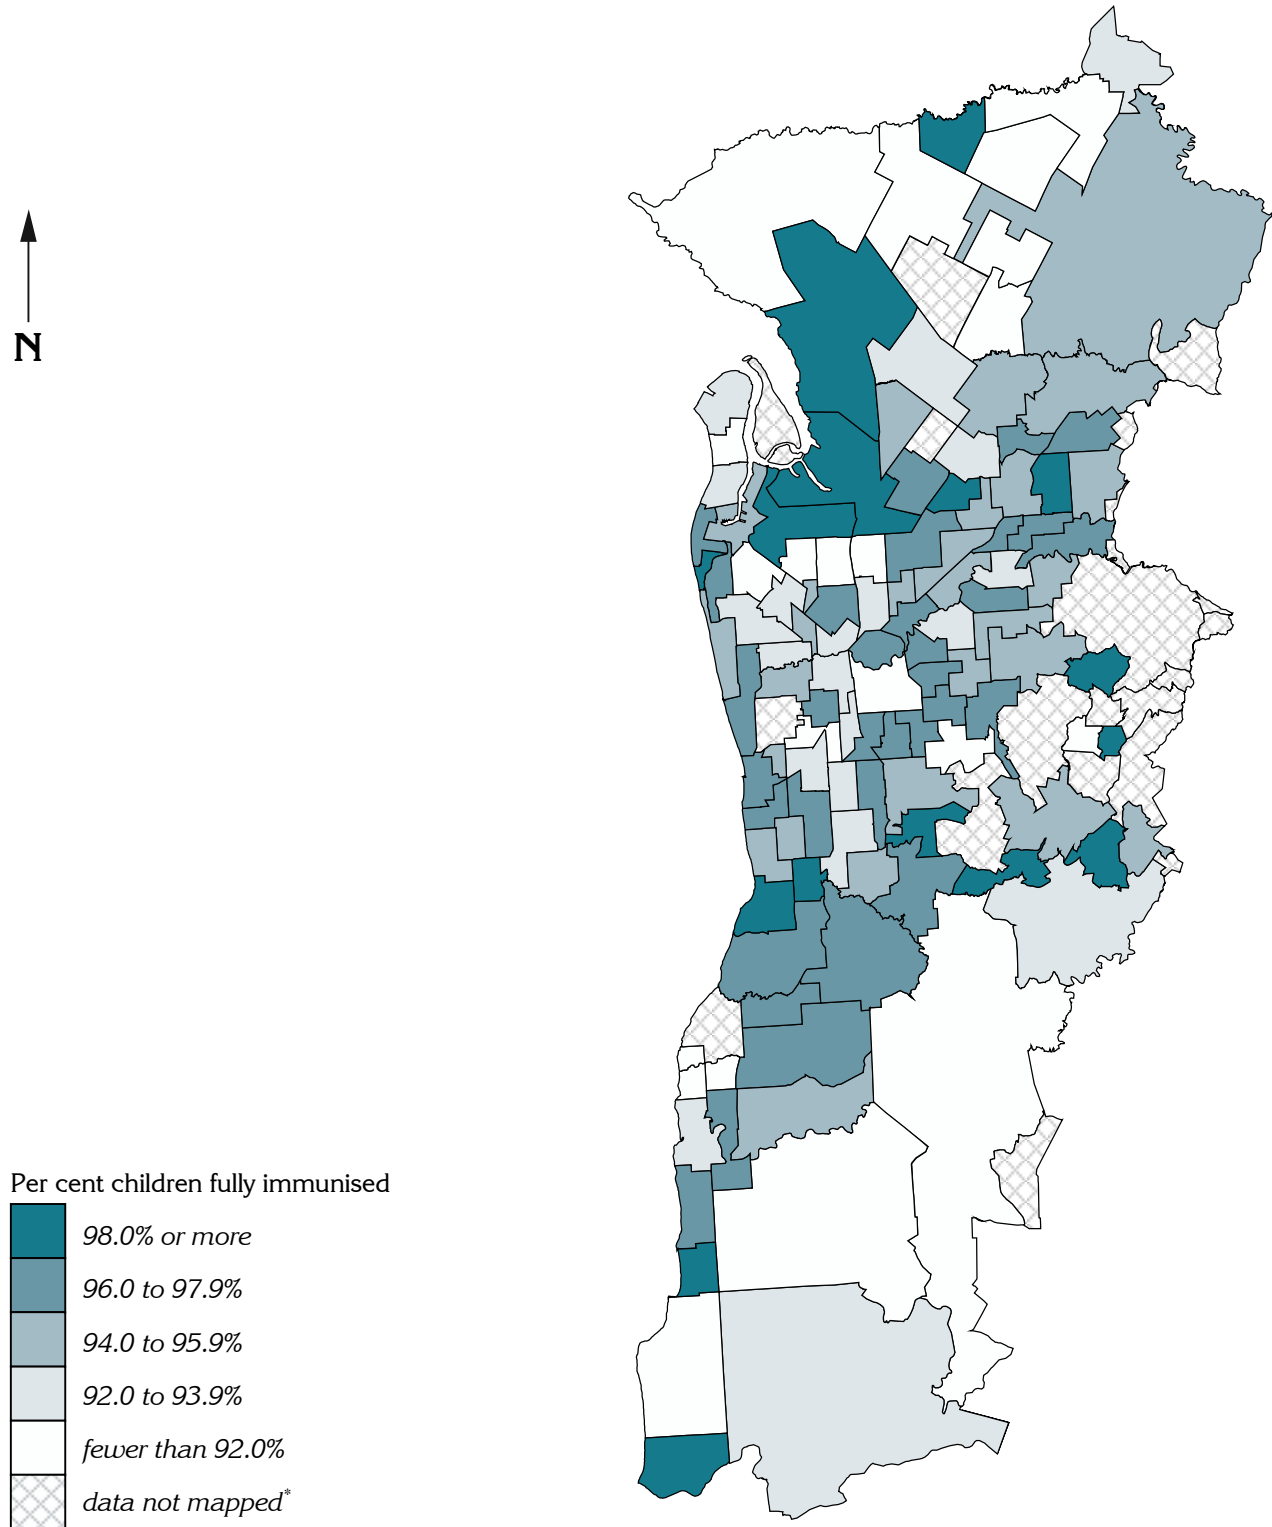 N
Per cent children fully immunised
98.0% or more
96.0 to 97.9%
94.0 to 95.9%
92.0 to 93.9%
fewer than 92.0%
data not mapped*